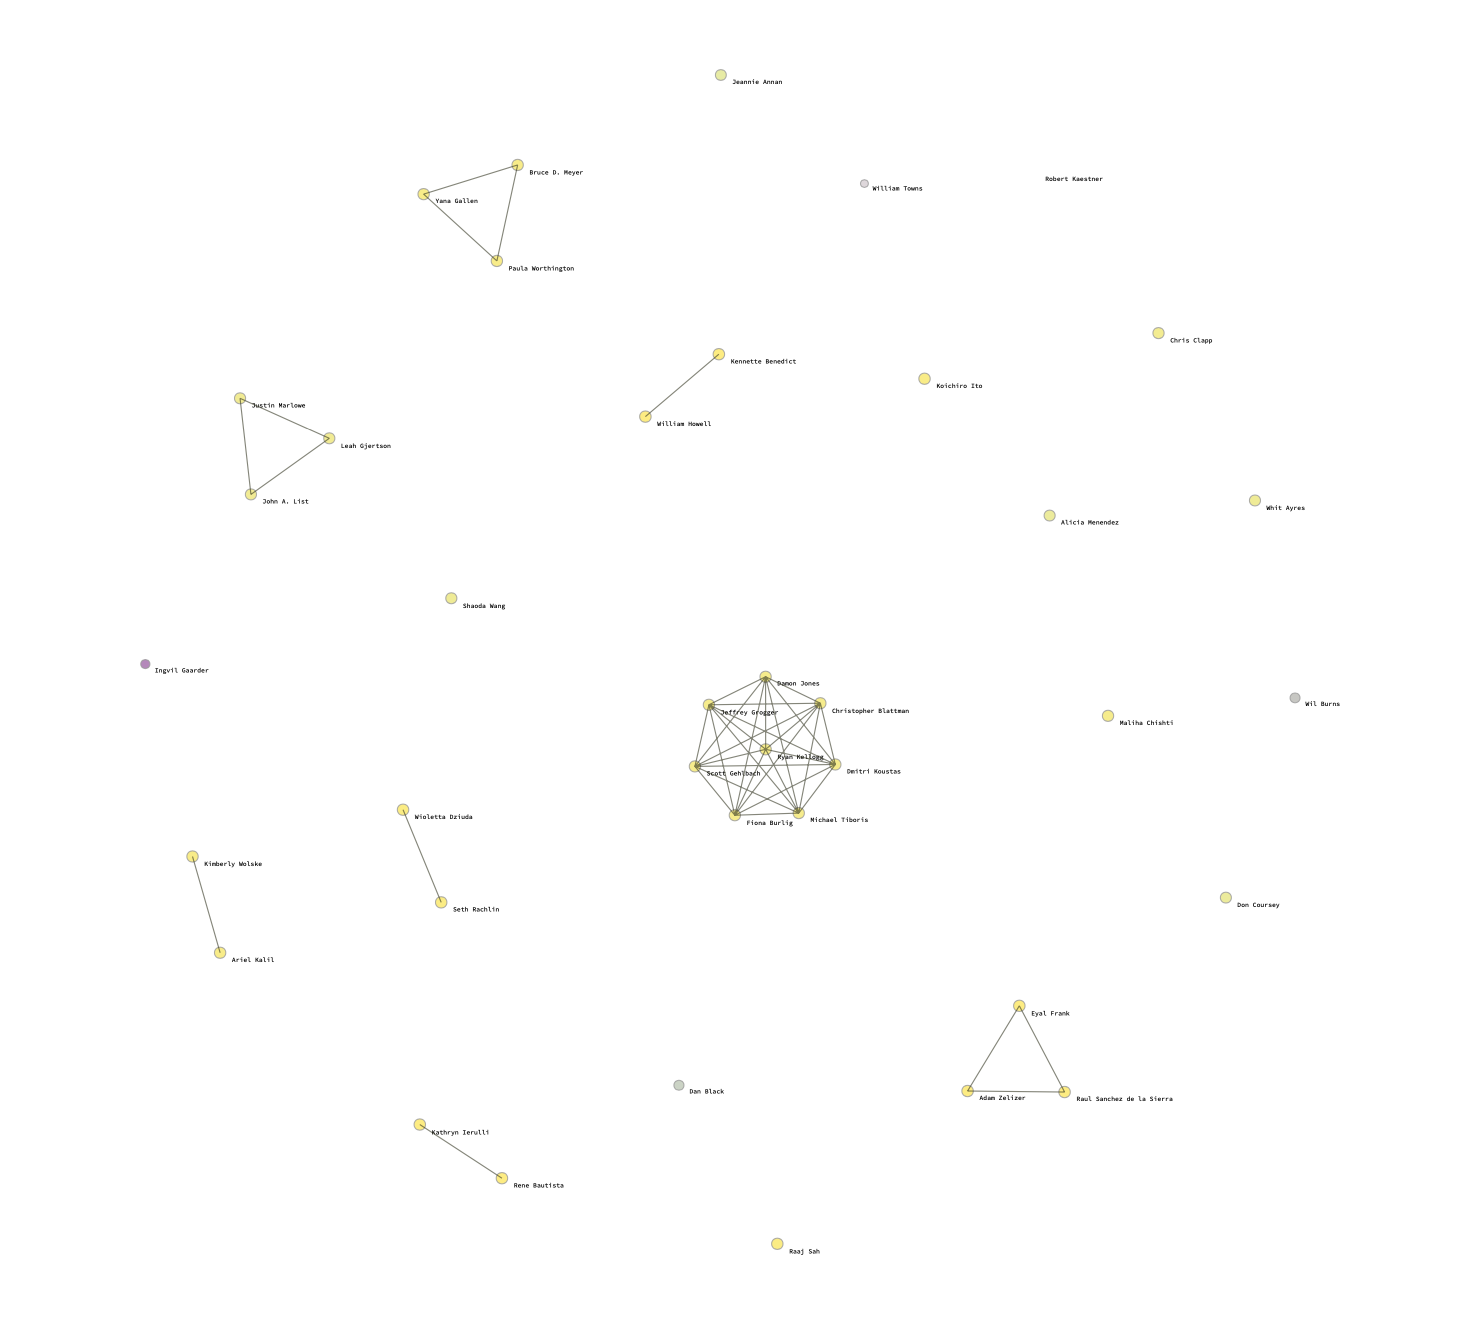 Jeannie Annan
Bruce D. Meyer
Robert Kaestner
William Towns
Yana Gallen
Paula Worthington
Chris Clapp
Kennette Benedict
Koichiro Ito
Justin Marlowe
William Howell
Leah Gjertson
John A. List
Whit Ayres
Alicia Menendez
Shaoda Wang
Ingvil Gaarder
Damon Jones
Wil Burns
Christopher Blattman
Jeffrey Grogger
Maliha Chishti
Ryan Kellogg
Dmitri Koustas
Scott Gehlbach
Wioletta Dziuda
Michael Tiboris
Fiona Burlig
Kimberly Wolske
Don Coursey
Seth Rachlin
Ariel Kalil
Eyal Frank
Dan Black
Adam Zelizer
Raul Sanchez de la Sierra
Kathryn Ierulli
Rene Bautista
Raaj Sah